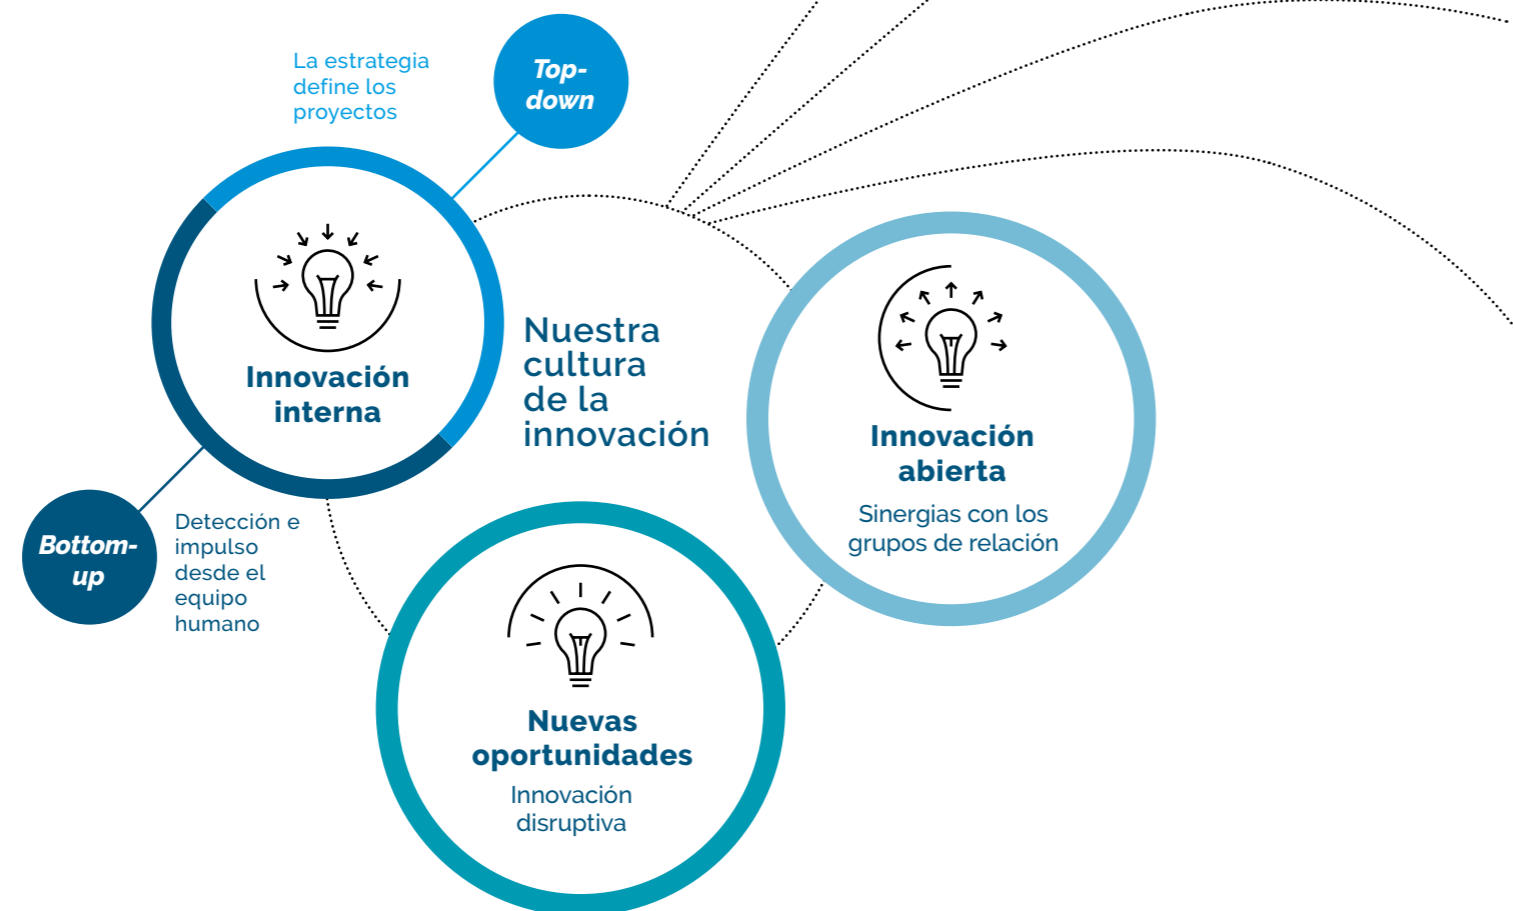 La estrategia
define los
proyectos
Top-
down
Innovación
interna
Bottom-
up
Detección e
impulso
desde el
equipo
humano
Nuestra
cultura
de la
innovación
Innovación
abierta
Sinergias con los
grupos de relación
Nuevas
oportunidades
Innovación
disruptiva